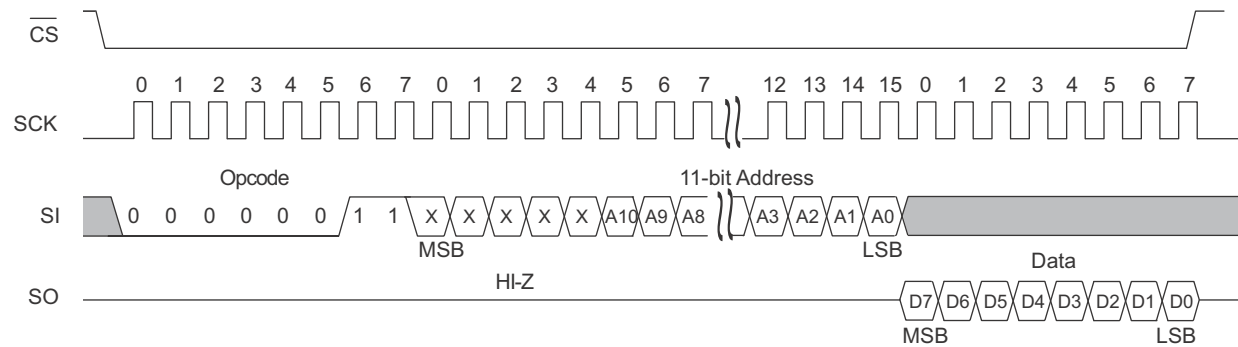 CS
0 1 2 3 4 5 6 7 0 1 2 3 4 5 6 7 12 13 14 15 0 1 2 3 4 5 6 7
SCK
Opcode 11-bit Address
SI 0 0 0 0 0 0 1 1 X X X X X A10 A9 A8 A3 A2 A1 A0
MSB LSB
HI-Z Data
SO D7 D6 D5 D4 D3 D2 D1 D0
MSB LSB